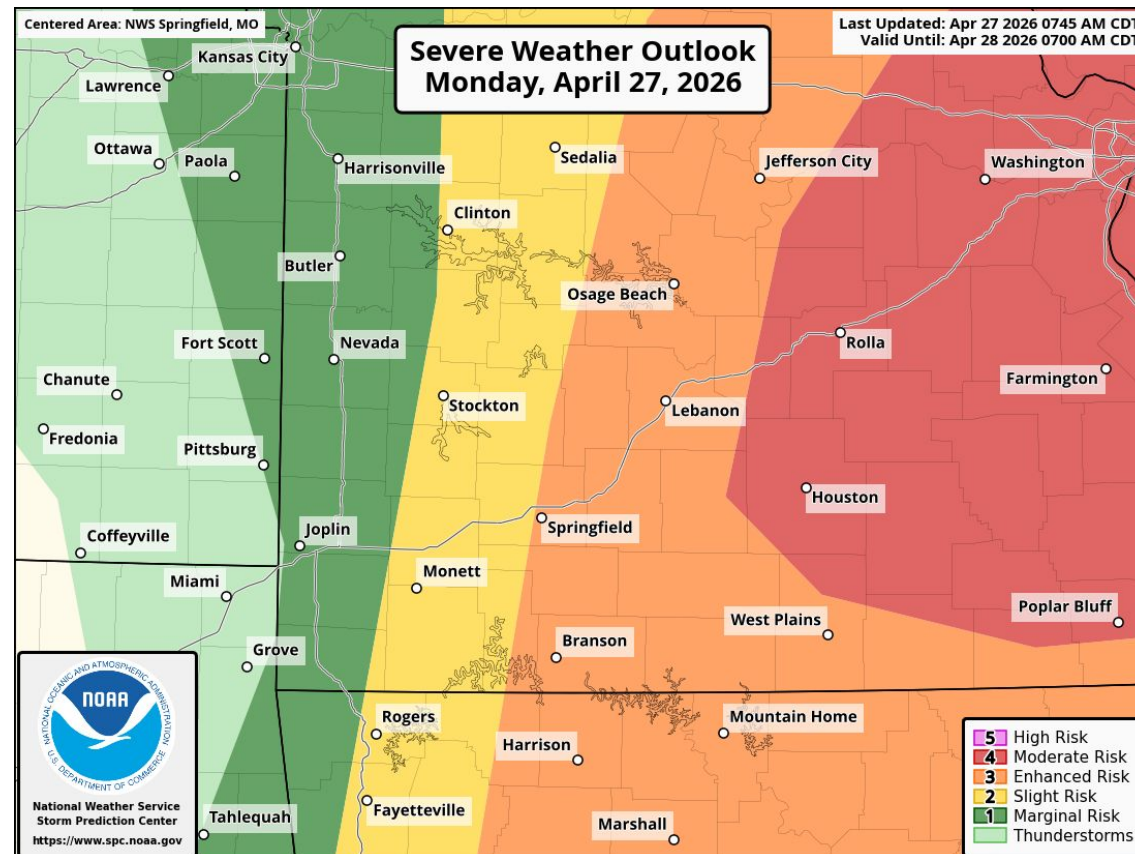 Centered Area: NWS Springfield, MO
Severe Weather Outlook
Monday, April 27, 2026
Last Updated: Apr 27 2026 0745 AM CDT
Valid Until: Apr 28 2026 0700 AM CDT
Kansas City
Lawrence
Ottawa
Paola
Harrisonville
Sedalia
Jefferson City
Washington
Clinton
Butler
Osage Beach
Fort Scott
Nevada
Rolla
Chanute
Farmington
Stockton
Lebanon
Fredonia
Pittsburg
Houston
Coffeyville
Joplin
Springfield
Miami
Monett
Poplar Bluff
West Plains
Branson
Grove
Rogers
Mountain Home
Harrison
Fayetteville
Tahlequah
Marshall
NATIONAL OCEANIC AND ATMOSPHERIC ADMINISTRATION
NOAA
U.S. DEPARTMENT OF COMMERCE
National Weather Service
Storm Prediction Center
https://www.spc.noaa.gov
5 High Risk
4 Moderate Risk
3 Enhanced Risk
2 Slight Risk
1 Marginal Risk
Thunderstorms